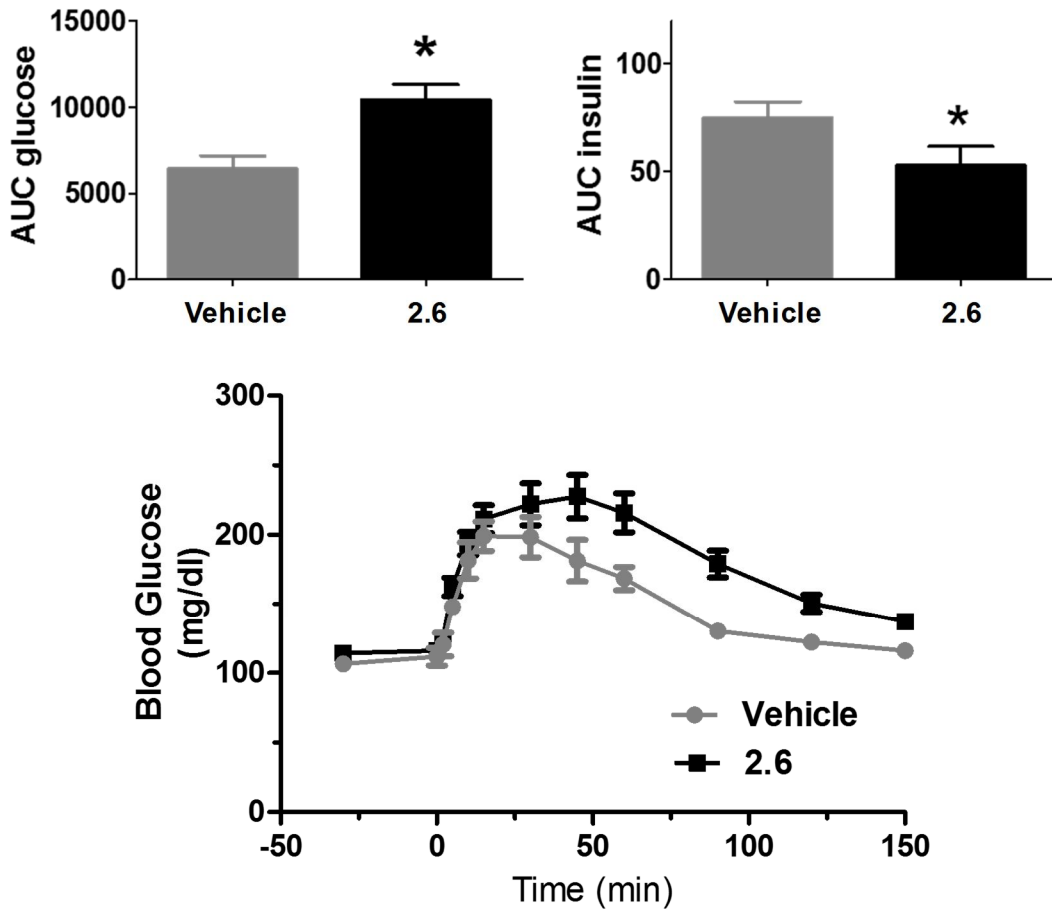 AUC glucose
15000
10000
5000
0
*
Vehicle 2.6
AUC insulin
100
50
0
*
Vehicle 2.6
Blood Glucose
(mg/dl)
300
200
100
0
Vehicle
2.6
-50 0 50 100 150
Time (min)